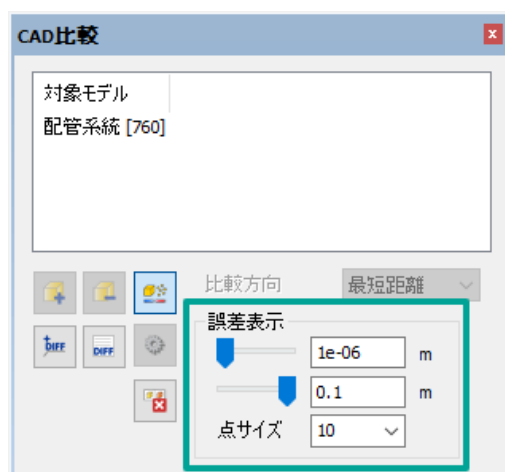 CAD比較
対象モデル
配管系統 [760]
比較方向 最短距離
誤差表示
1e-06 m
0.1 m
点サイズ 10
DIFF DIFF